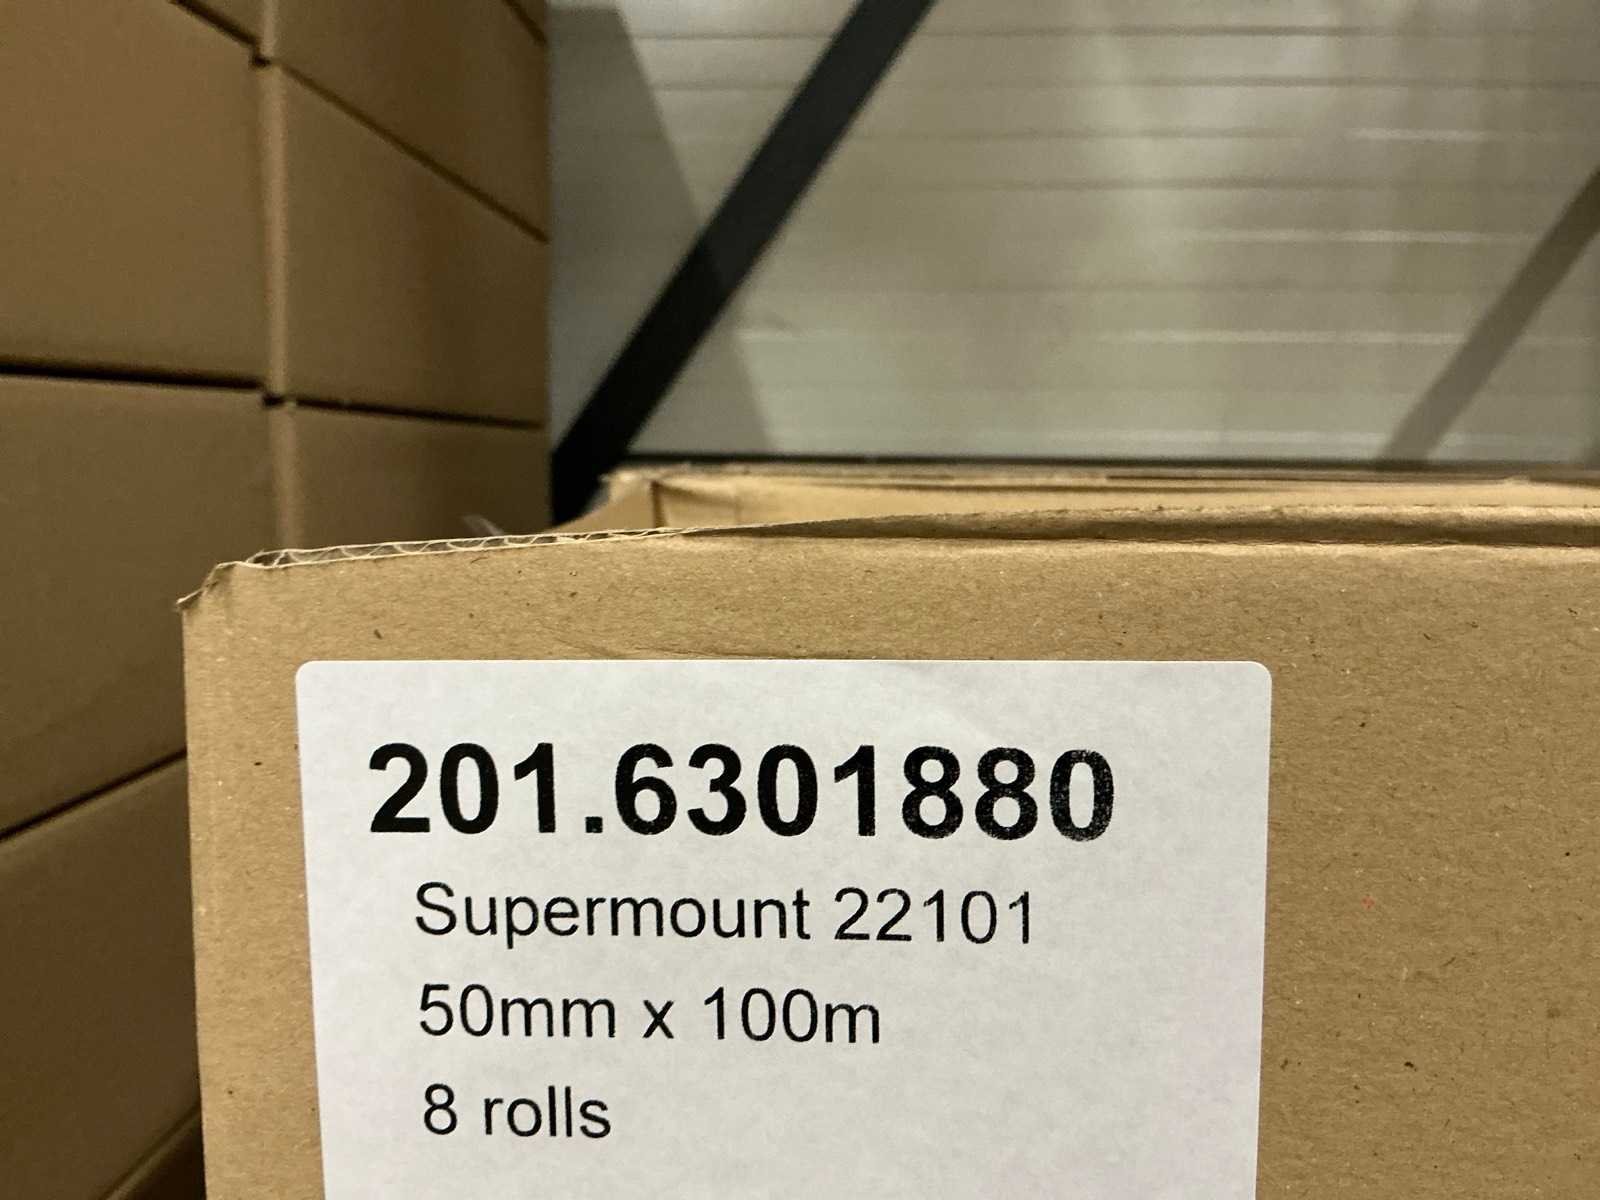 201.6301880
Supermount 22101
50mm x 100m
8 rolls